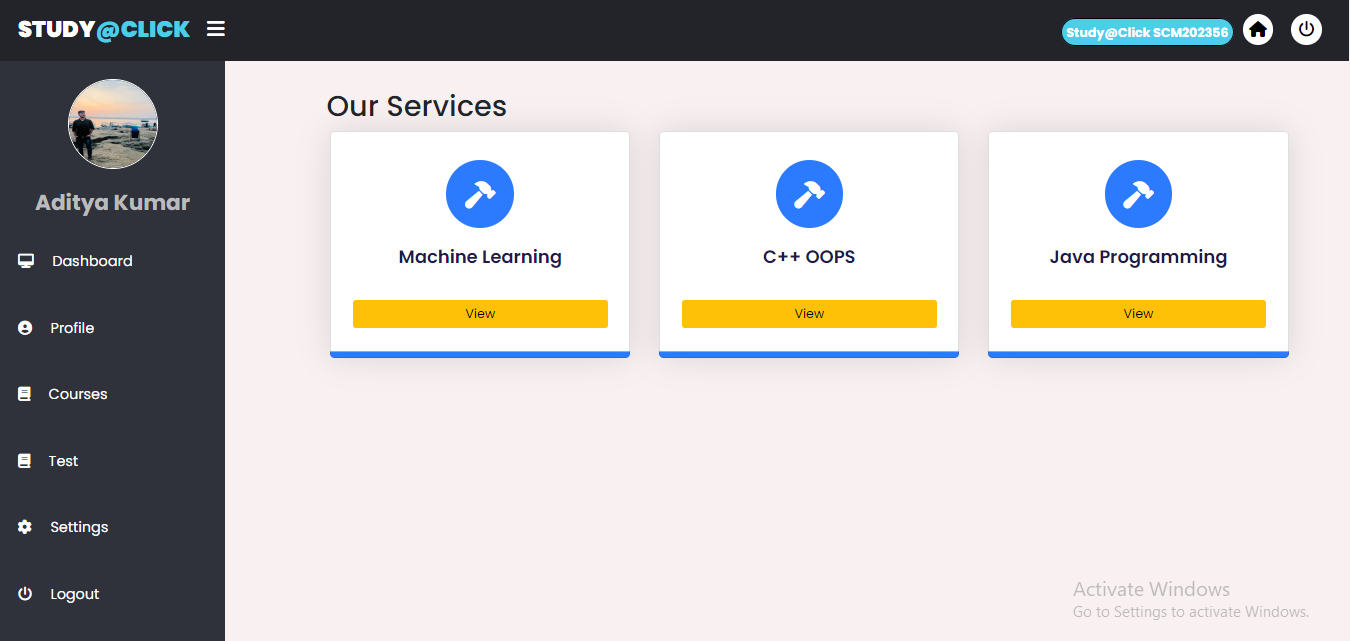 STUDY@CLICK
Study@Click SCM202356
Aditya Kumar
Dashboard
Profile
Courses
Test
Settings
Logout
Our Services
Machine Learning
View
C++ OOPS
View
Java Programming
View
Activate Windows
Go to Settings to activate Windows.